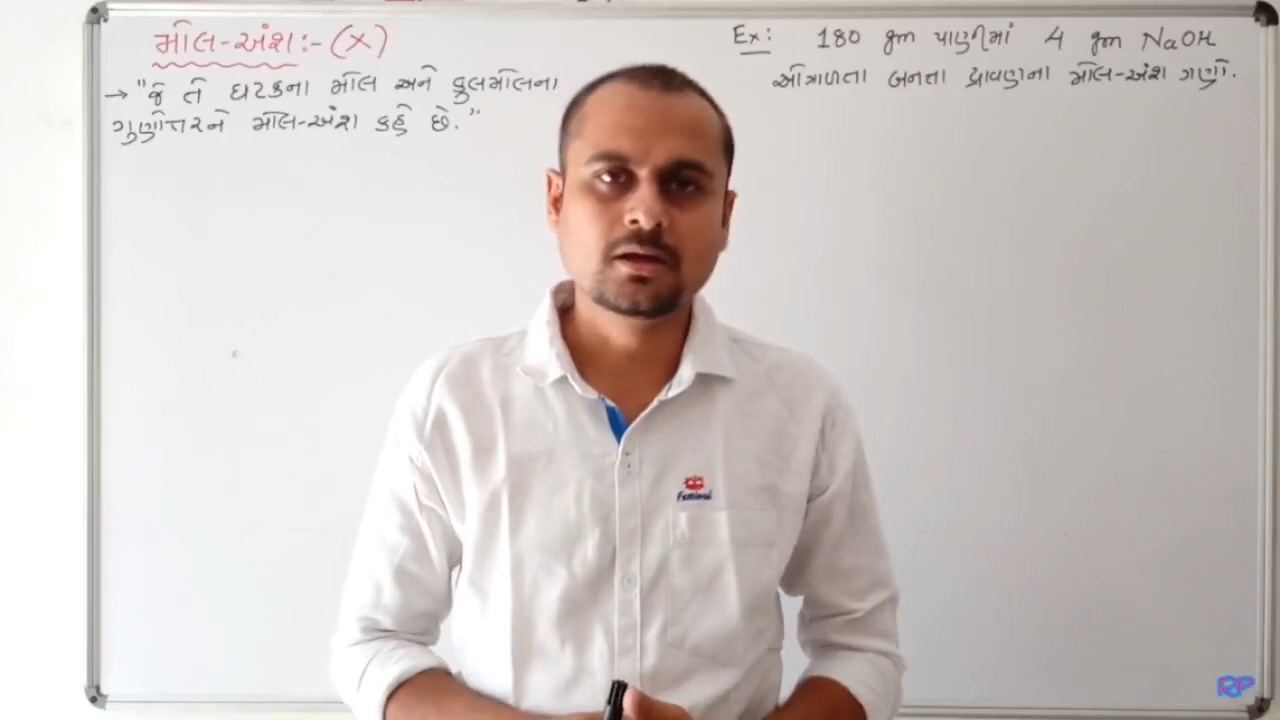 મોલ-અંશ:- (X)
→ "જે તે ઘટકના મોલ અને કુલમોલના
ગુણોત્તરને મોલ-અંશ કહે છે."
Ex: 180 gm પાણીમાં 4 gm NaOH
ઓગાળતા બનતા દ્રાવણના મોલ-અંશ ગણો.
RP